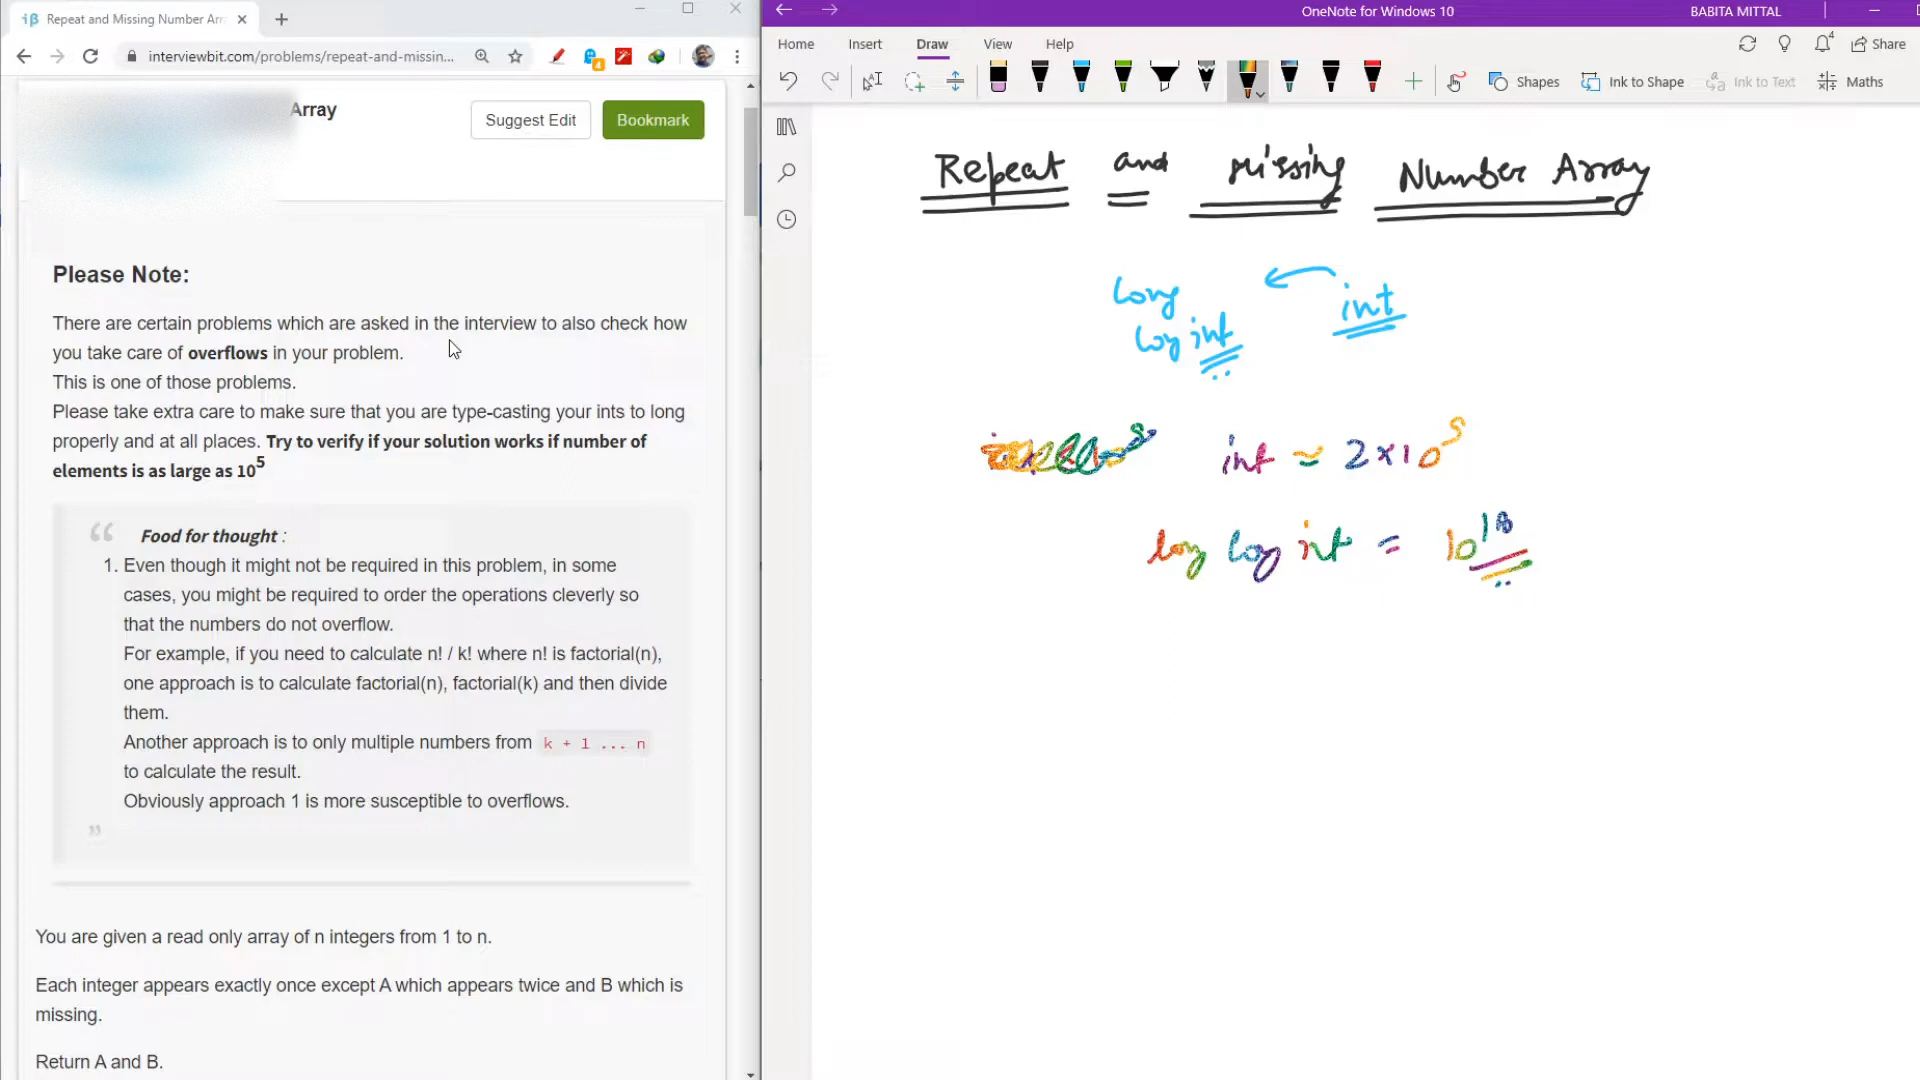 Repeat and Missing Number Arr
interviewbit.com/problems/repeat-and-missin...
Array
Suggest Edit
Bookmark
Please Note:
There are certain problems which are asked in the interview to also check how
you take care of overflows in your problem.
This is one of those problems.
Please take extra care to make sure that you are type-casting your ints to long
properly and at all places. Try to verify if your solution works if number of
elements is as large as 10^5
Food for thought :
1. Even though it might not be required in this problem, in some
cases, you might be required to order the operations cleverly so
that the numbers do not overflow.
For example, if you need to calculate n! / k! where n! is factorial(n),
one approach is to calculate factorial(n), factorial(k) and then divide
them.
Another approach is to only multiple numbers from k + 1 ... n
to calculate the result.
Obviously approach 1 is more susceptible to overflows.
You are given a read only array of n integers from 1 to n.
Each integer appears exactly once except A which appears twice and B which is
missing.
Return A and B.
OneNote for Windows 10
BABITA MITTAL
Home Insert Draw View Help
4
Share
Shapes
Ink to Shape
Ink to Text
Maths
Repeat and missing Number Array
long
int
log int
int ≃ 2×10^9
long log int = 10^18